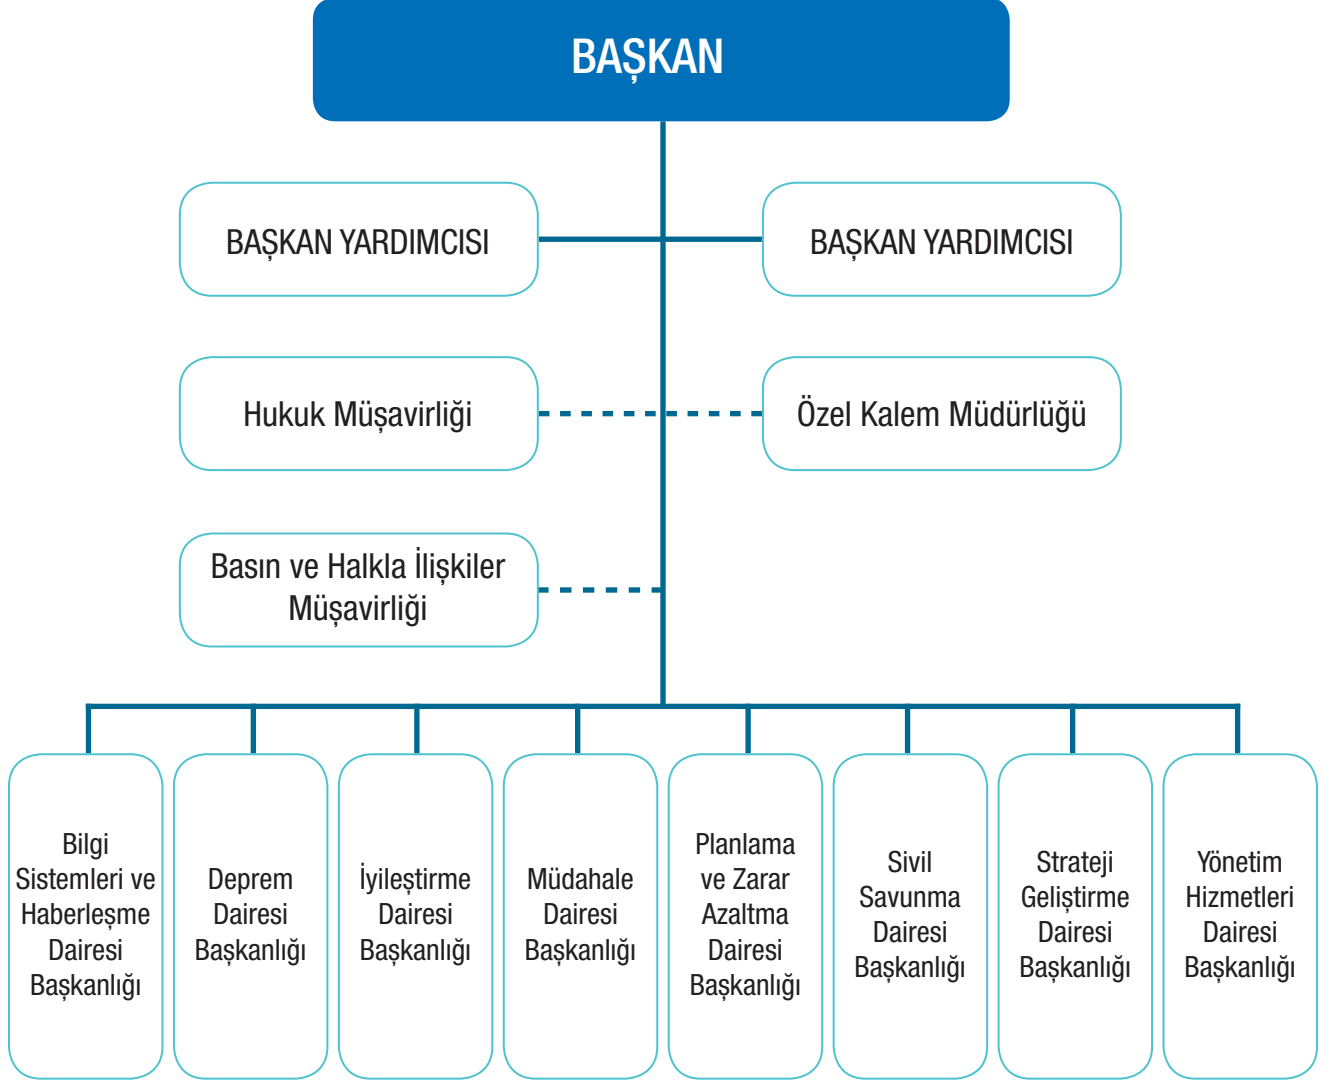 BAŞKAN
BAŞKAN YARDIMCISI
BAŞKAN YARDIMCISI
Hukuk Müşavirliği
Özel Kalem Müdürlüğü
Basın ve Halkla İlişkiler
Müşavirliği
Bilgi
Sistemleri ve
Haberleşme
Dairesi
Başkanlığı
Deprem
Dairesi
Başkanlığı
İyileştirme
Dairesi
Başkanlığı
Müdahale
Dairesi
Başkanlığı
Planlama
ve Zarar
Azaltma
Dairesi
Başkanlığı
Sivil
Savunma
Dairesi
Başkanlığı
Strateji
Geliştirme
Dairesi
Başkanlığı
Yönetim
Hizmetleri
Dairesi
Başkanlığı